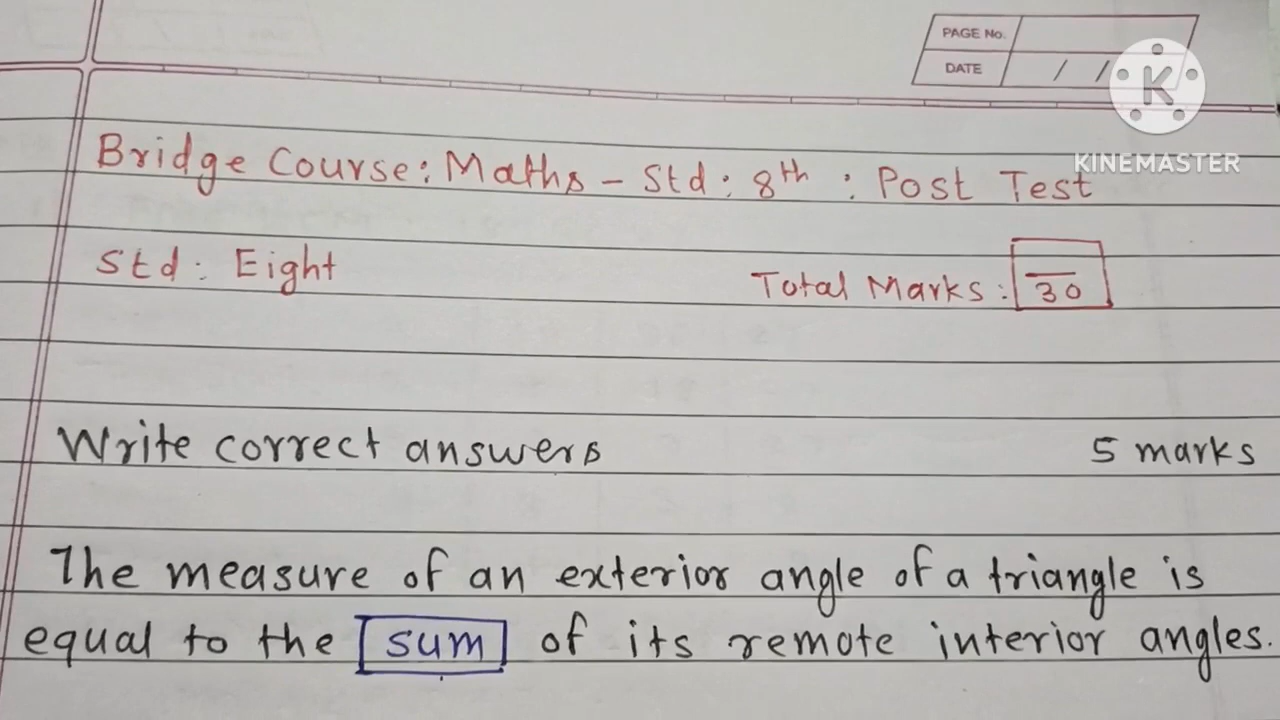 PAGE No.
DATE / /
K
KINEMASTER
Bridge Course: Maths - Std: 8th : Post Test
Std: Eight Total Marks: 30
Write correct answers 5 marks
The measure of an exterior angle of a triangle is
equal to the sum of its remote interior angles.